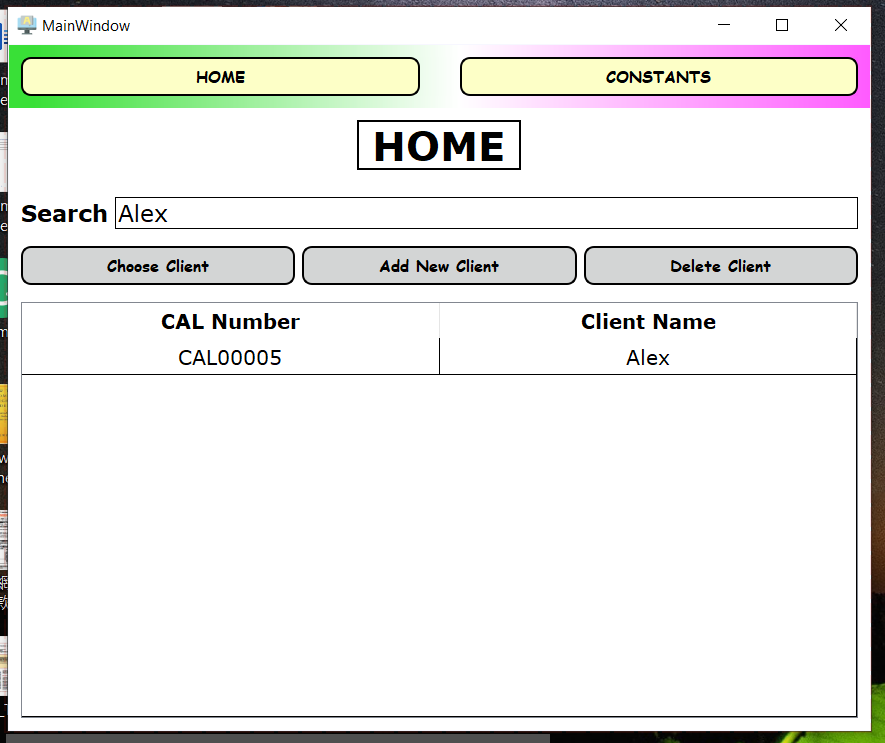 MainWindow
HOME CONSTANTS
HOME
Search Alex
Choose Client Add New Client Delete Client
CAL Number Client Name
CAL00005 Alex